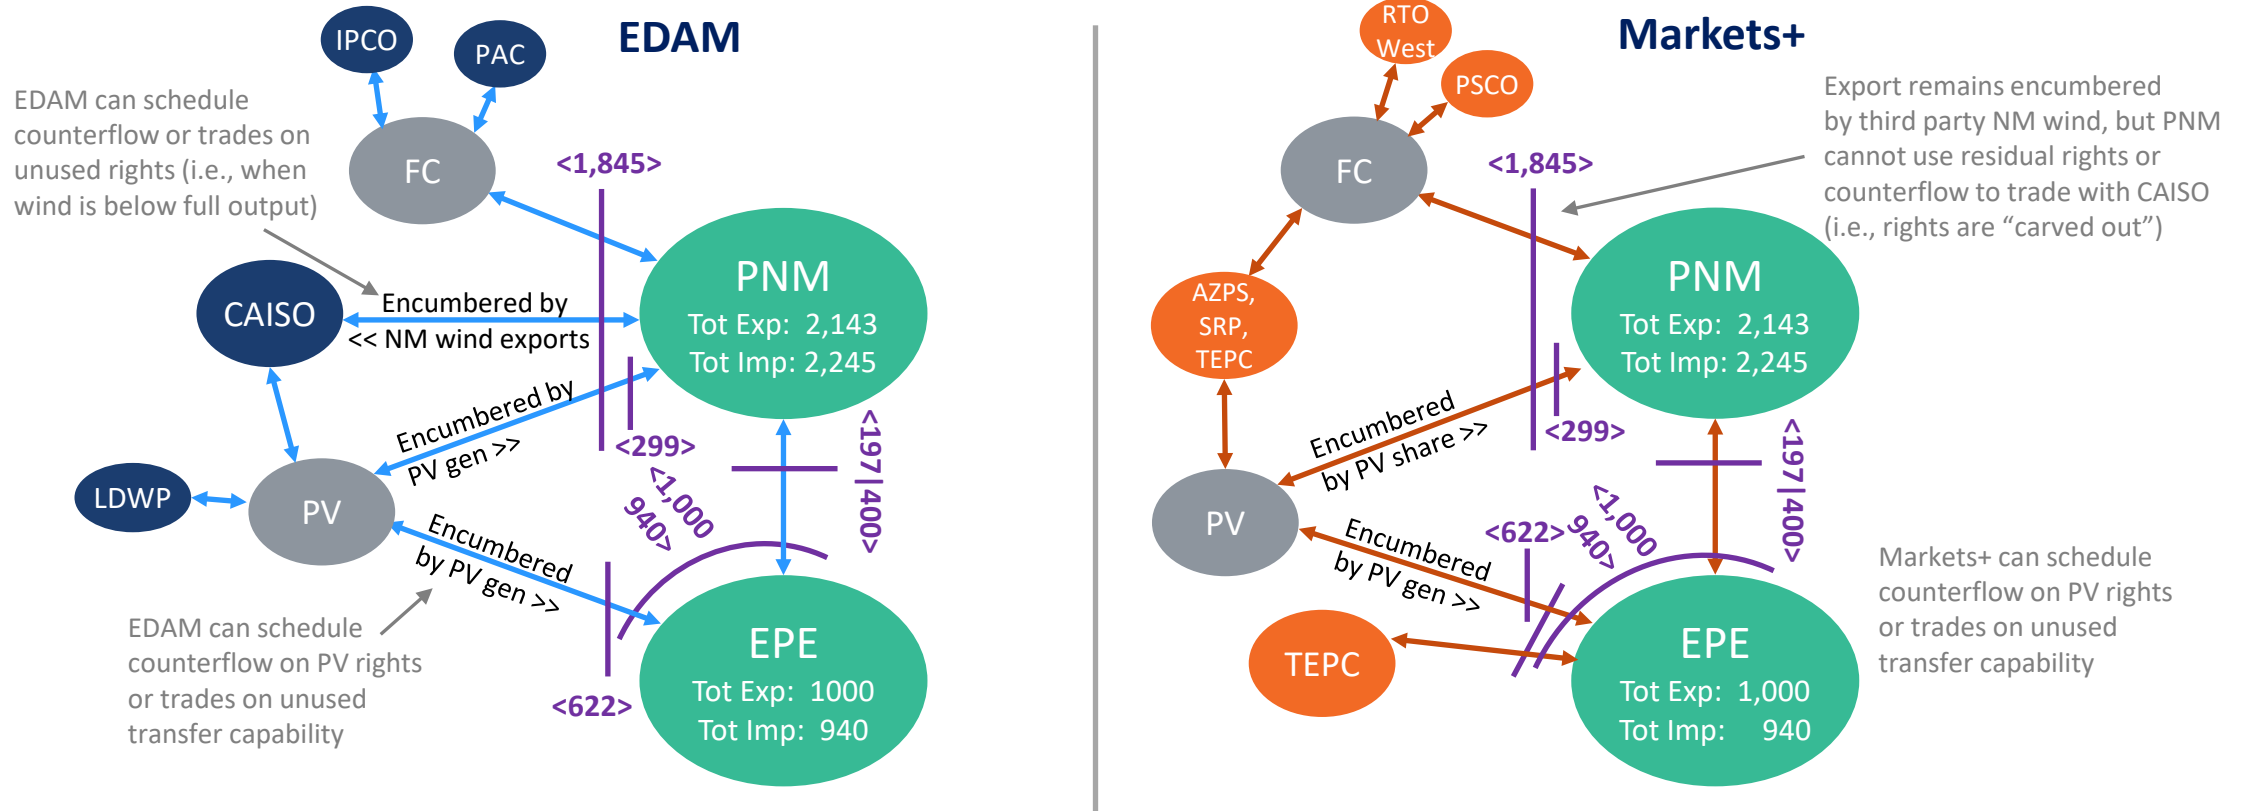 EDAM
IPCO
PAC
EDAM can schedule
counterflow or trades on
unused rights (i.e., when
wind is below full output)
FC
<1,845>
CAISO
Encumbered by
<< NM wind exports
PNM
Tot Exp: 2,143
Tot Imp: 2,245
Encumbered by
PV gen >>
<299>
<197|400>
LDWP
PV
<1,000
940>
Encumbered
by PV gen >>
EDAM can schedule
counterflow on PV rights
or trades on unused
transfer capability
<622>
EPE
Tot Exp: 1000
Tot Imp: 940
Markets+
RTO
West
PSCO
Export remains encumbered
by third party NM wind, but PNM
cannot use residual rights or
counterflow to trade with CAISO
(i.e., rights are “carved out”)
FC
<1,845>
AZPS,
SRP,
TEPC
PNM
Tot Exp: 2,143
Tot Imp: 2,245
Encumbered
by PV share >>
<299>
<197|400>
PV
<1,000
940>
<622>
Encumbered
by PV gen >>
Markets+ can schedule
counterflow on PV rights
or trades on unused
transfer capability
TEPC
EPE
Tot Exp: 1,000
Tot Imp: 940